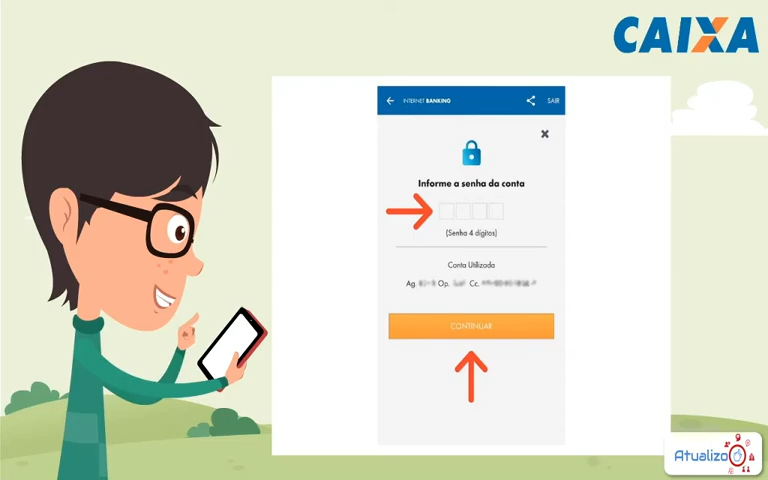 CAIXA
INTERNET BANKING
SAIR
Informe a senha da conta
(Senha 4 dígitos)
Conta Utilizada
Ag. Op. Cc.
CONTINUAR
Atualizo